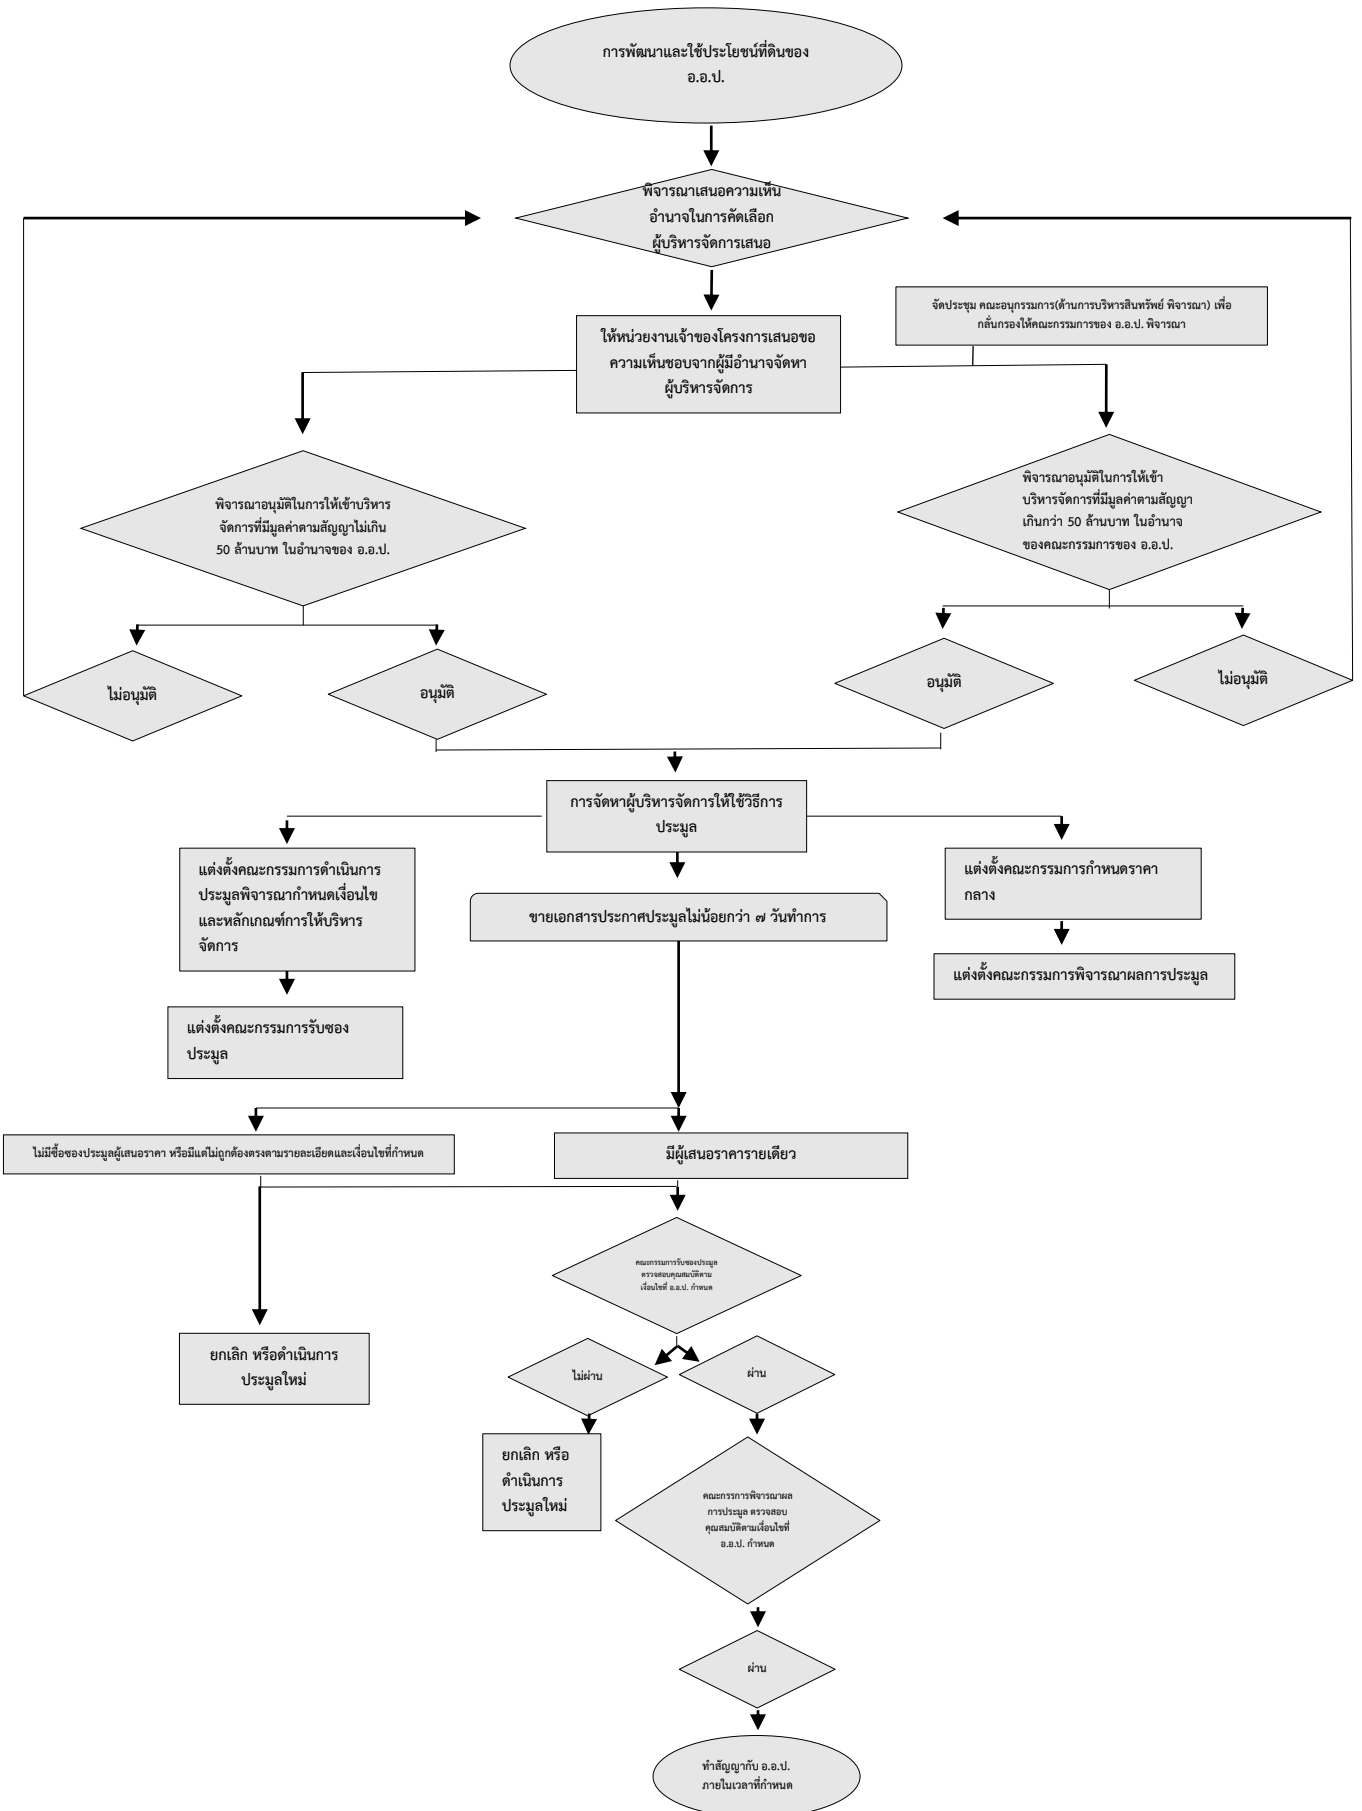 การพัฒนาและใช้ประโยชน์ที่ดินของ
อ.อ.ป.
พิจารณาเสนอความเห็น
อำนาจในการคัดเลือก
ผู้บริหารจัดการเสนอ
จัดประชุม คณะอนุกรรมการ(ด้านการบริหารสินทรัพย์ พิจารณา) เพื่อ
กลั่นกรองให้คณะกรรมการของ อ.อ.ป. พิจารณา
ให้หน่วยงานเจ้าของโครงการเสนอขอ
ความเห็นชอบจากผู้มีอำนาจจัดหา
ผู้บริหารจัดการ
พิจารณาอนุมัติในการให้เข้าบริหาร
จัดการที่มีมูลค่าตามสัญญาไม่เกิน
50 ล้านบาท ในอำนาจของ อ.อ.ป.
พิจารณาอนุมัติในการให้เข้า
บริหารจัดการที่มีมูลค่าตามสัญญา
เกินกว่า 50 ล้านบาท ในอำนาจ
ของคณะกรรมการของ อ.อ.ป.
ไม่อนุมัติ
อนุมัติ
อนุมัติ
ไม่อนุมัติ
การจัดหาผู้บริหารจัดการให้ใช้วิธีการ
ประมูล
แต่งตั้งคณะกรรมการดำเนินการ
ประมูลพิจารณากำหนดเงื่อนไข
และหลักเกณฑ์การให้บริหาร
จัดการ
ขายเอกสารประกาศประมูลไม่น้อยกว่า ๗ วันทำการ
แต่งตั้งคณะกรรมการกำหนดราคา
กลาง
แต่งตั้งคณะกรรมการพิจารณาผลการประมูล
แต่งตั้งคณะกรรมการรับซอง
ประมูล
ไม่มีซื้อซองประมูลผู้เสนอราคา หรือมีแต่ไม่ถูกต้องตรงตามรายละเอียดและเงื่อนไขที่กำหนด
มีผู้เสนอราคารายเดียว
คณะกรรมการรับซองประมูล
ตรวจสอบคุณสมบัติตาม
เงื่อนไขที่ อ.อ.ป. กำหนด
ยกเลิก หรือดำเนินการ
ประมูลใหม่
ไม่ผ่าน
ผ่าน
ยกเลิก หรือ
ดำเนินการ
ประมูลใหม่
คณะกรรการพิจารณาผล
การประมูล ตรวจสอบ
คุณสมบัติตามเงื่อนไขที่
อ.อ.ป. กำหนด
ผ่าน
ทำสัญญากับ อ.อ.ป.
ภายในเวลาที่กำหนด